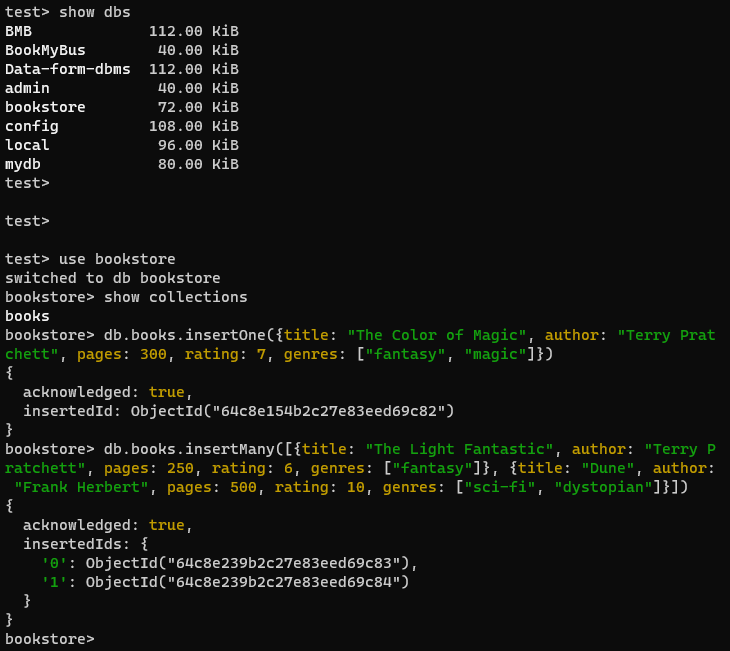 test> show dbs
BMB             112.00 KiB
BookMyBus        40.00 KiB
Data-form-dbms  112.00 KiB
admin            40.00 KiB
bookstore        72.00 KiB
config          108.00 KiB
local            96.00 KiB
mydb             80.00 KiB
test>
test>
test> use bookstore
switched to db bookstore
bookstore> show collections
books
bookstore> db.books.insertOne({title: "The Color of Magic", author: "Terry Prat
chett", pages: 300, rating: 7, genres: ["fantasy", "magic"]})
{
  acknowledged: true,
  insertedId: ObjectId("64c8e154b2c27e83eed69c82")
}
bookstore> db.books.insertMany([{title: "The Light Fantastic", author: "Terry P
ratchett", pages: 250, rating: 6, genres: ["fantasy"]}, {title: "Dune", author:
 "Frank Herbert", pages: 500, rating: 10, genres: ["sci-fi", "dystopian"]}])
{
  acknowledged: true,
  insertedIds: {
    '0': ObjectId("64c8e239b2c27e83eed69c83"),
    '1': ObjectId("64c8e239b2c27e83eed69c84")
  }
}
bookstore>